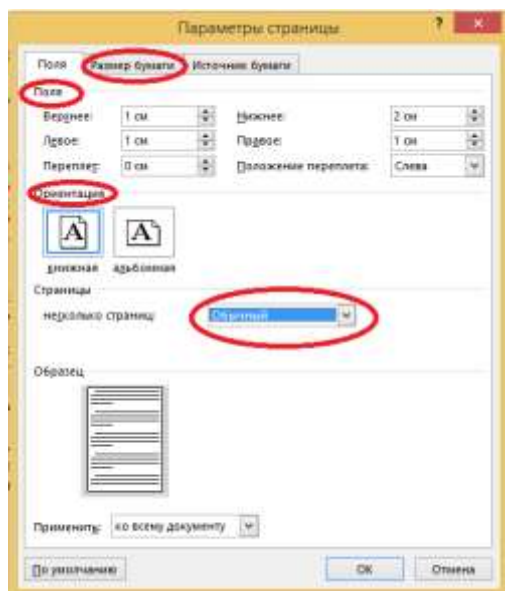 Параметры страницы ?
Поля Размер бумаги Источник бумаги
Поля
Верхнее: 1 см Нижнее: 2 см
Левое: 1 см Правое: 1 см
Переплет: 0 см Положение переплета: Слева
Ориентация
А А
книжная альбомная
Страницы
несколько страниц: Обычный
Образец
Применить: ко всему документу
По умолчанию ОК Отмена